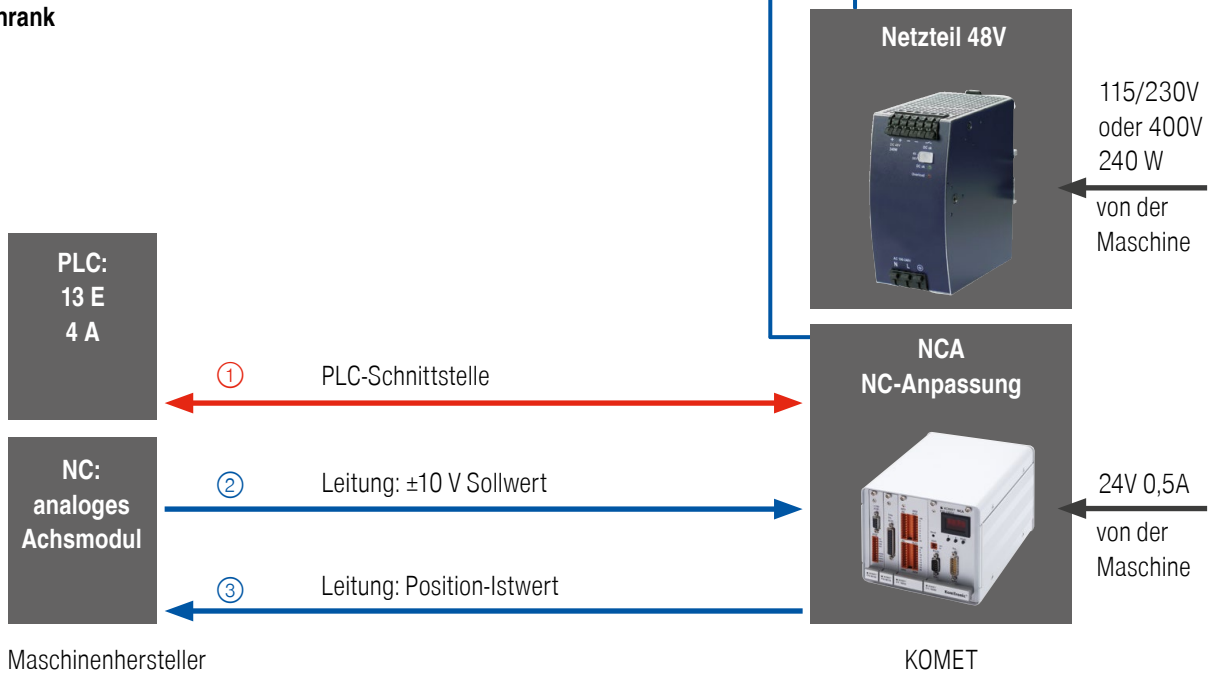 hrank
Netzteil 48V
115/230V
oder 400V
240 W
von der
Maschine
PLC:
13 E
4 A
① PLC-Schnittstelle
NCA
NC-Anpassung
NC:
analoges
Achsmodul
② Leitung: ±10 V Sollwert
③ Leitung: Position-Istwert
24V 0,5A
von der
Maschine
Maschinenhersteller
KOMET